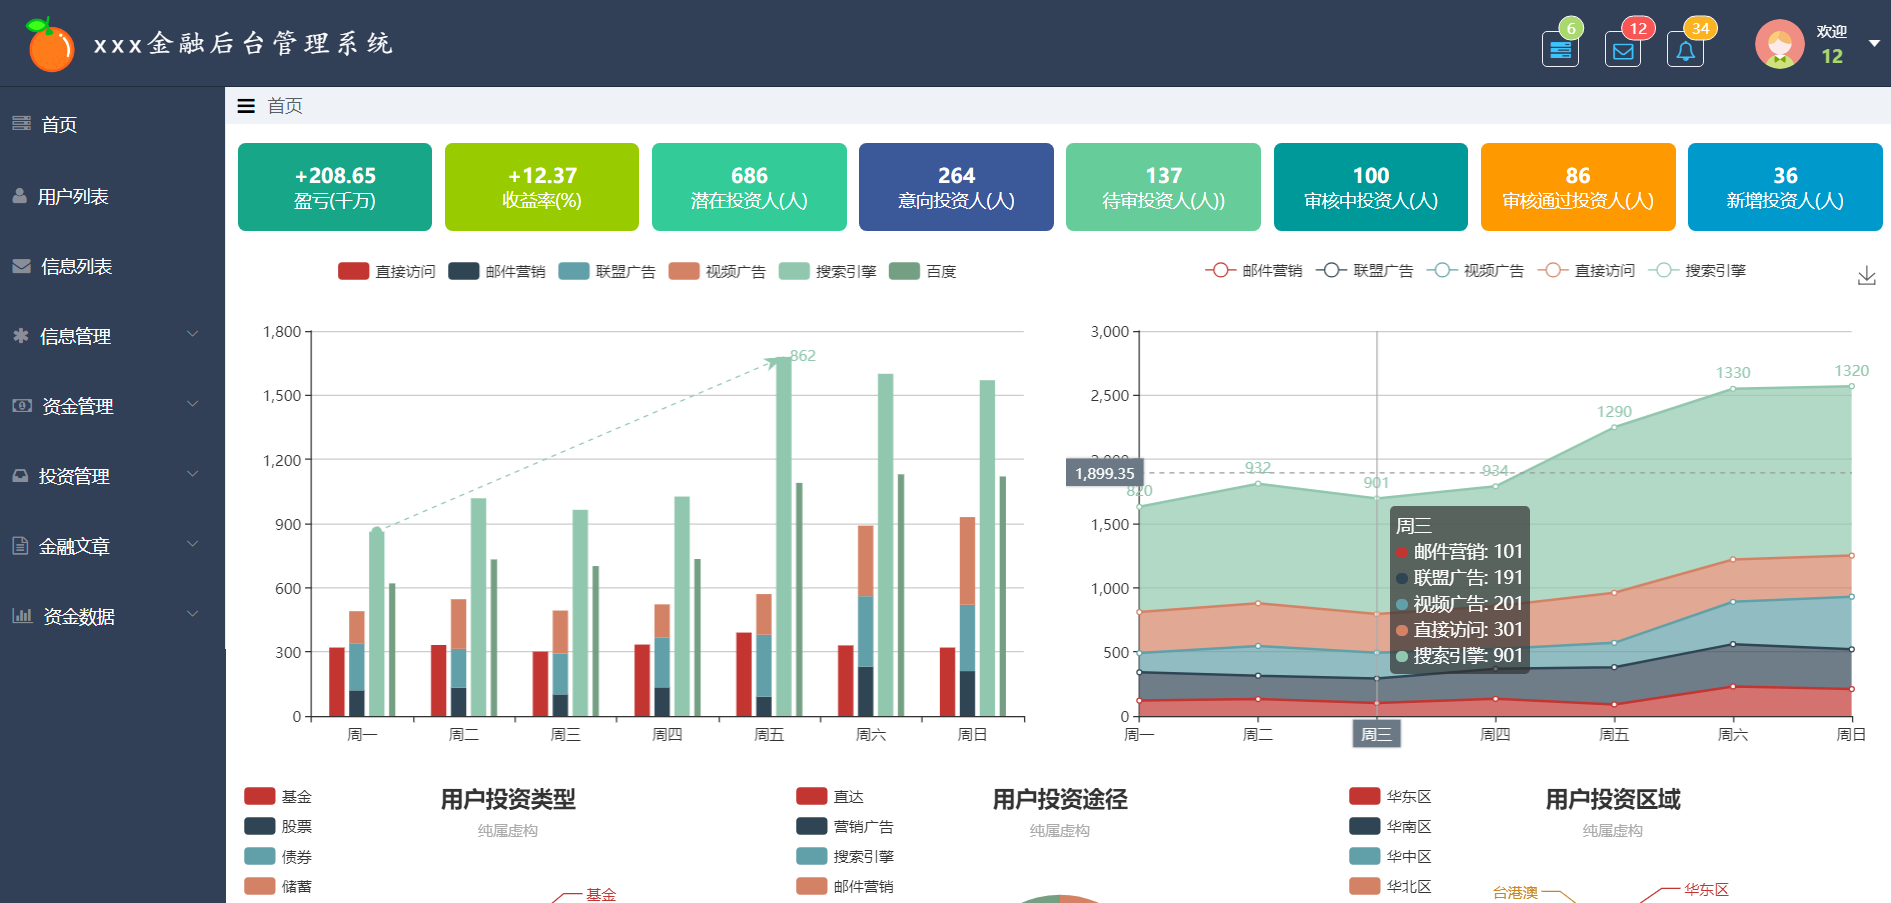 xxx金融后台管理系统
6
12
34
欢迎
12
首页
用户列表
信息列表
信息管理
资金管理
投资管理
金融文章
资金数据
首页
+208.65
盈亏(千万)
+12.37
收益率(%)
686
潜在投资人(人)
264
意向投资人(人)
137
待审投资人(人))
100
审核中投资人(人)
86
审核通过投资人(人)
36
新增投资人(人)
直接访问 邮件营销 联盟广告 视频广告 搜索引擎 百度
1,800
1,500
1,200
900
600
300
0
862
周一 周二 周三 周四 周五 周六 周日
邮件营销 联盟广告 视频广告 直接访问 搜索引擎
3,000
2,500
2,000
1,500
1,000
500
0
1,899.35
820
932
901
934
1290
1330
1320
周三
邮件营销: 101
联盟广告: 191
视频广告: 201
直接访问: 301
搜索引擎: 901
周一 周二 周三 周四 周五 周六 周日
基金
股票
债券
储蓄
用户投资类型
纯属虚构
基金
直达
营销广告
搜索引擎
邮件营销
用户投资途径
纯属虚构
华东区
华南区
华中区
华北区
用户投资区域
纯属虚构
台港澳
华东区